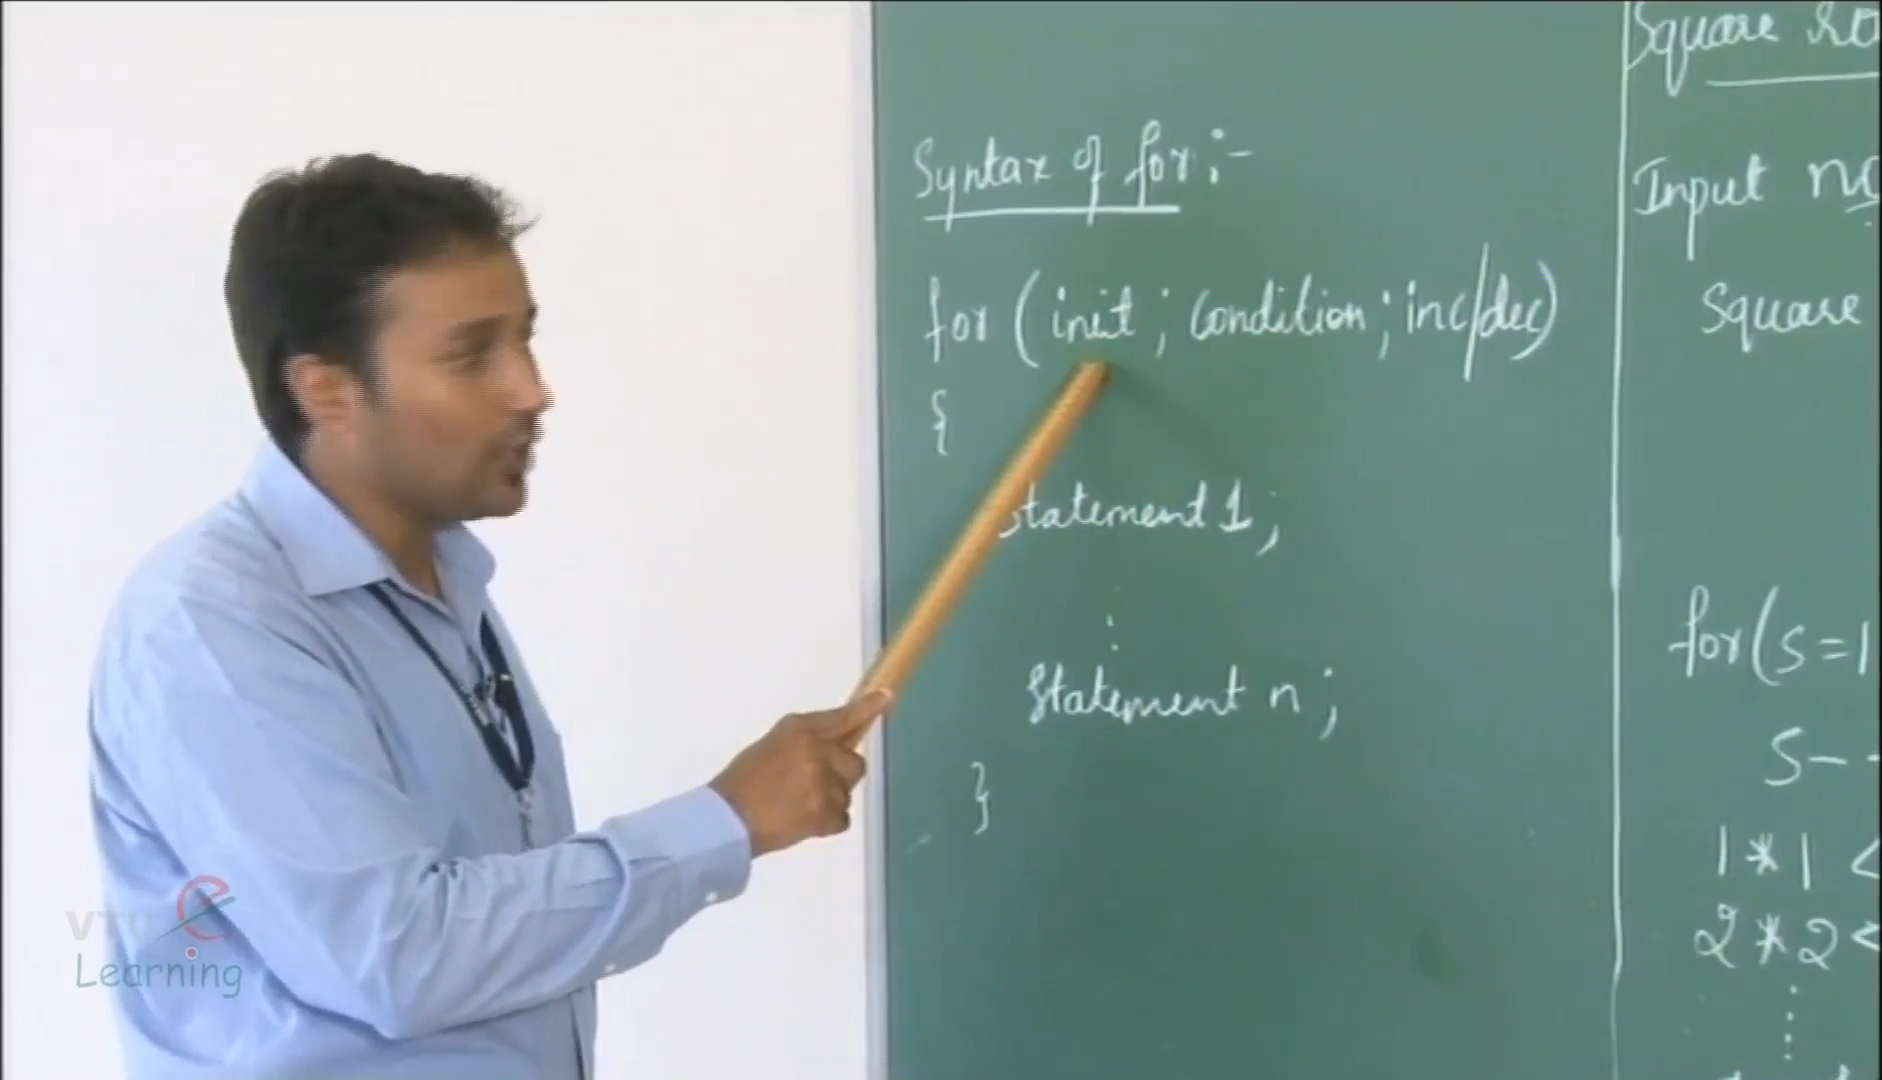 Syntax of for :-
for ( init ; condition ; inc/dec)
{
Statement 1 ;
:
Statement n ;
}
Square
Input
Square
for(s=1
S--
1*1 <
2*2 <
VTU e
Learning